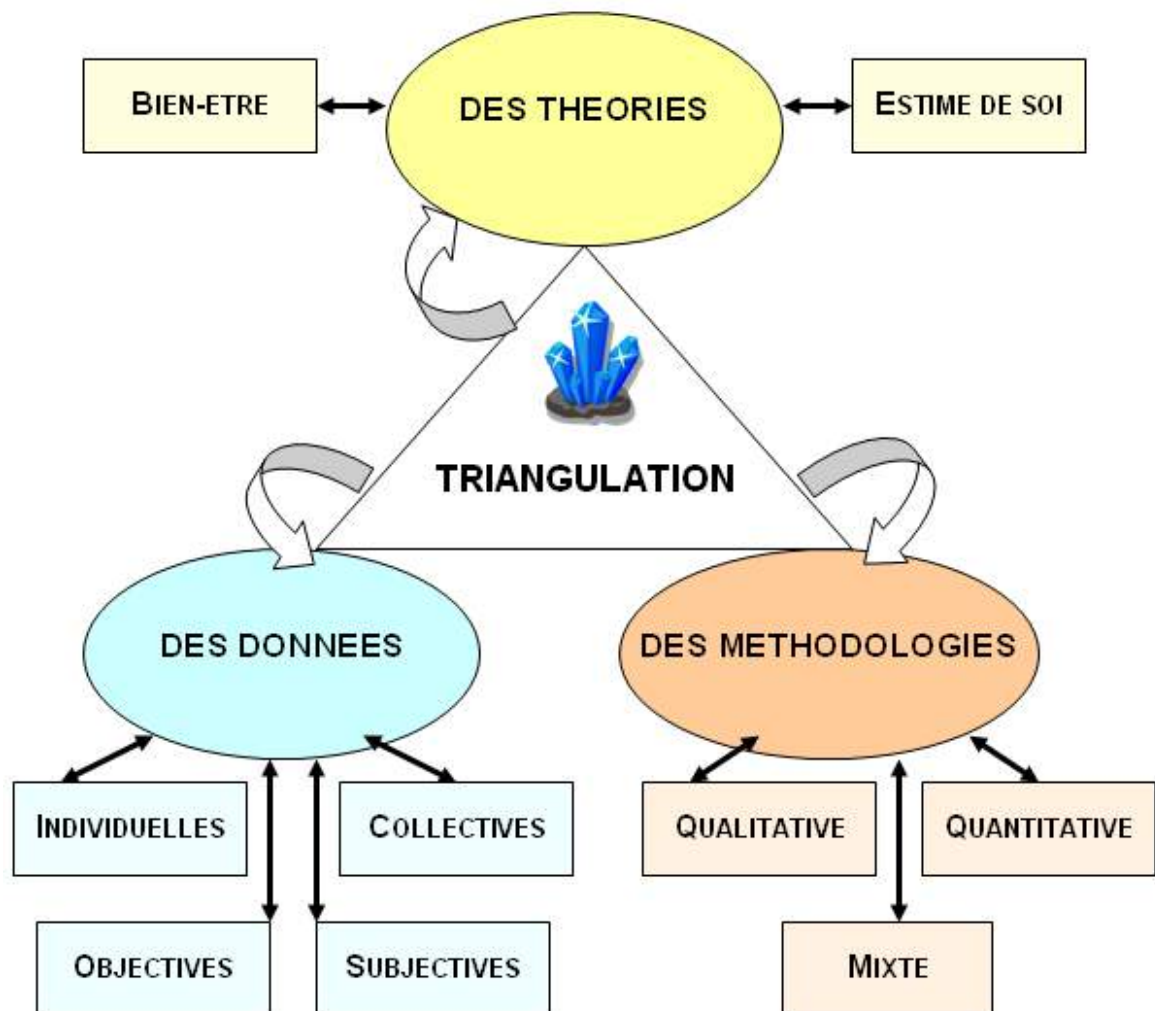 BIEN-ETRE
DES THEORIES
ESTIME DE SOI
TRIANGULATION
DES DONNEES
DES METHODOLOGIES
INDIVIDUELLES
COLLECTIVES
QUALITATIVE
QUANTITATIVE
OBJECTIVES
SUBJECTIVES
MIXTE